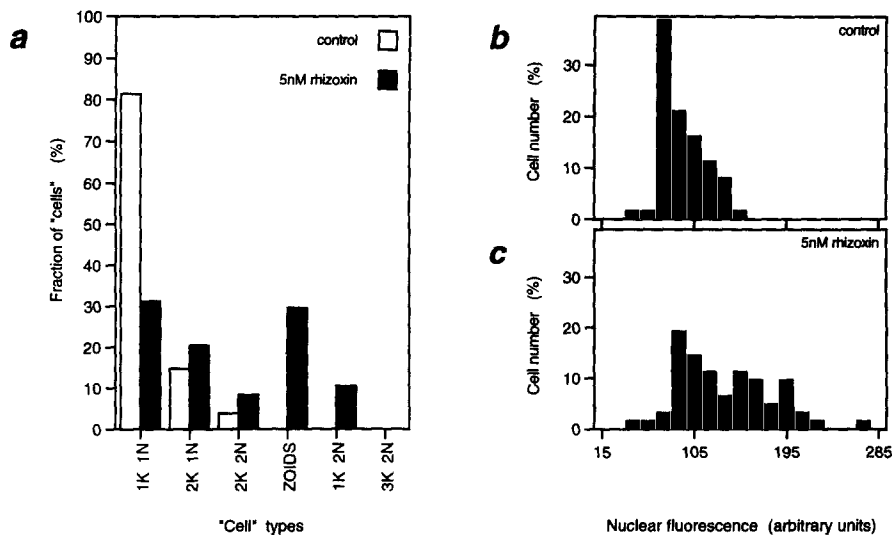 a
100
90
80
70
60
50
40
30
20
10
0
Fraction of "cells" (%)
control
5nM rhizoxin
1K 1N
2K 1N
2K 2N
ZOIDS
1K 2N
3K 2N
"Cell" types
b
control
30
20
10
0
Cell number (%)
c
5nM rhizoxin
30
20
10
0
Cell number (%)
15 105 195 285
Nuclear fluorescence (arbitrary units)